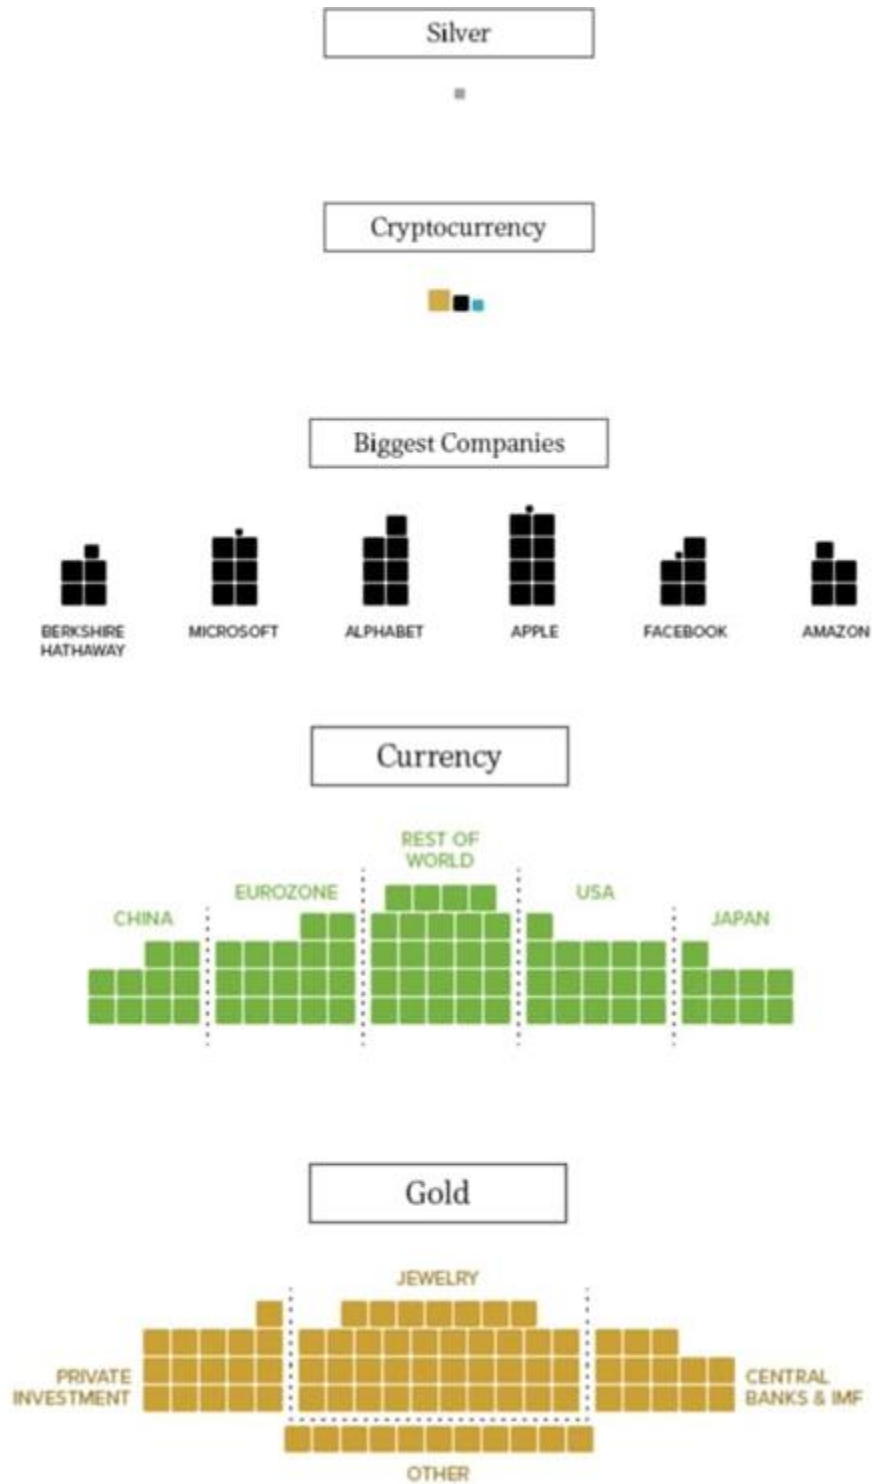 Silver
Cryptocurrency
Biggest Companies
BERKSHIRE
HATHAWAY
MICROSOFT
ALPHABET
APPLE
FACEBOOK
AMAZON
Currency
CHINA
EUROZONE
REST OF
WORLD
USA
JAPAN
Gold
JEWELRY
PRIVATE
INVESTMENT
CENTRAL
BANKS & IMF
OTHER